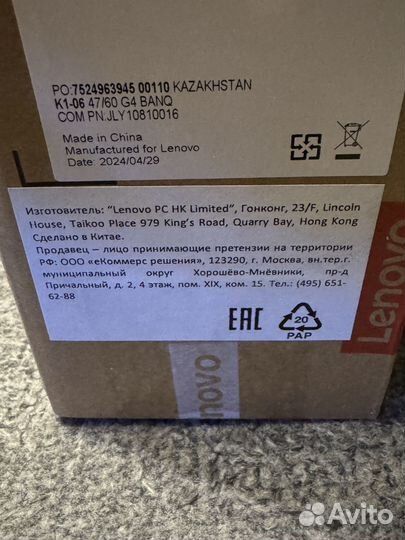 PO:7524963945 00110 KAZAKHSTAN
K1-06 47/60 G4 BANQ
COM PN.JLY10810016
Made in China
Manufactured for Lenovo
Date: 2024/04/29
Изготовитель: "Lenovo PC HK Limited", Гонконг, 23/F, Lincoln
House, Taikoo Place 979 King's Road, Quarry Bay, Hong Kong
Сделано в Китае.
Продавец – лицо принимающие претензии на территории
РФ: ООО «еКоммерс решения», 123290, г. Москва, вн.тер.г.
муниципальный округ Хорошёво-Мнёвники, пр-д
Причальный, д. 2, 4 этаж, пом. XIX, ком. 15. Тел.: (495) 651-
62-88
EAC
20
PAP
Lenovo
Lenovo
Avito